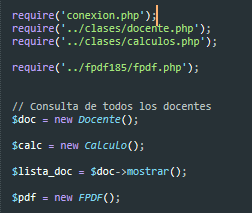 require('conexion.php');
require('../clases/docente.php');
require('../clases/calculos.php');
require('../fpdf185/fpdf.php');
// Consulta de todos los docentes
$doc = new Docente();
$calc = new Calculo();
$lista_doc = $doc->mostrar();
$pdf = new FPDF();